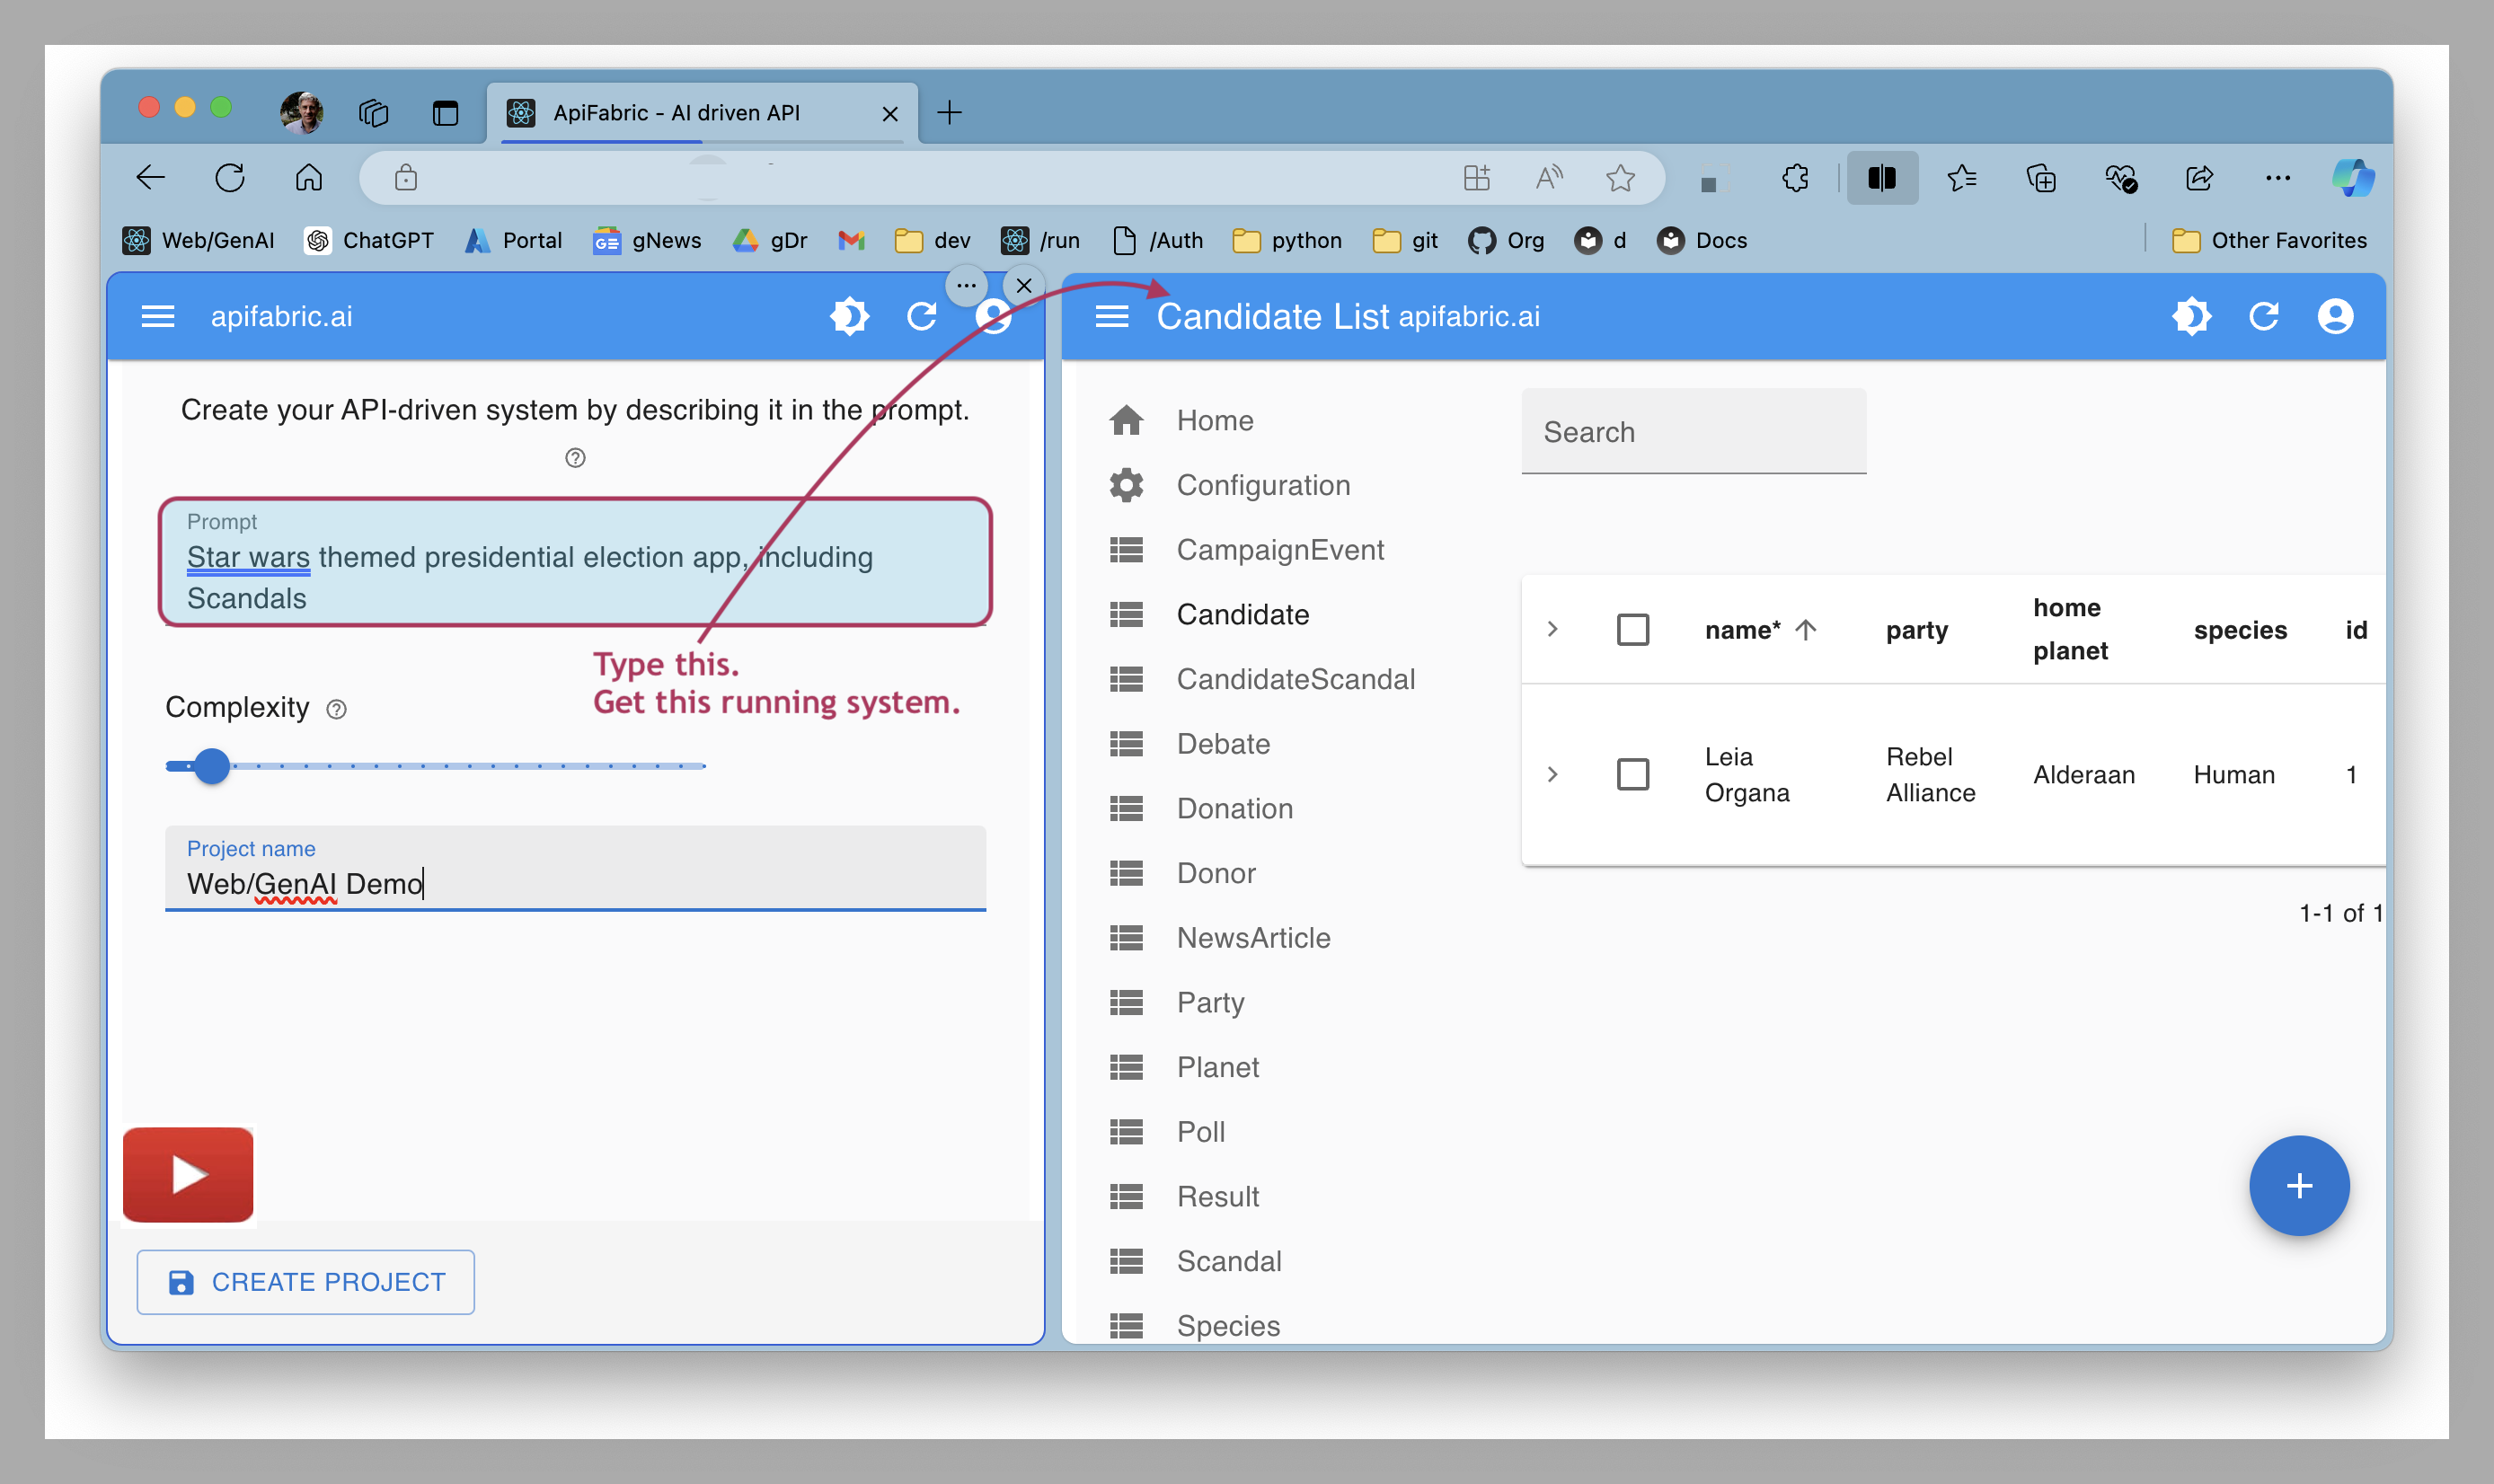 ApiFabric - AI driven API
Web/GenAI ChatGPT Portal gNews gDr dev /run /Auth python git Org d Docs Other Favorites
apifabric.ai
Create your API-driven system by describing it in the prompt.
Prompt
Star wars themed presidential election app, including
Scandals
Type this.
Get this running system.
Complexity
Project name
Web/GenAI Demo
CREATE PROJECT
Candidate List apifabric.ai
Home
Configuration
CampaignEvent
Candidate
CandidateScandal
Debate
Donation
Donor
NewsArticle
Party
Planet
Poll
Result
Scandal
Species
Search
name* party home planet species id
Leia Organa Rebel Alliance Alderaan Human 1
1-1 of 1